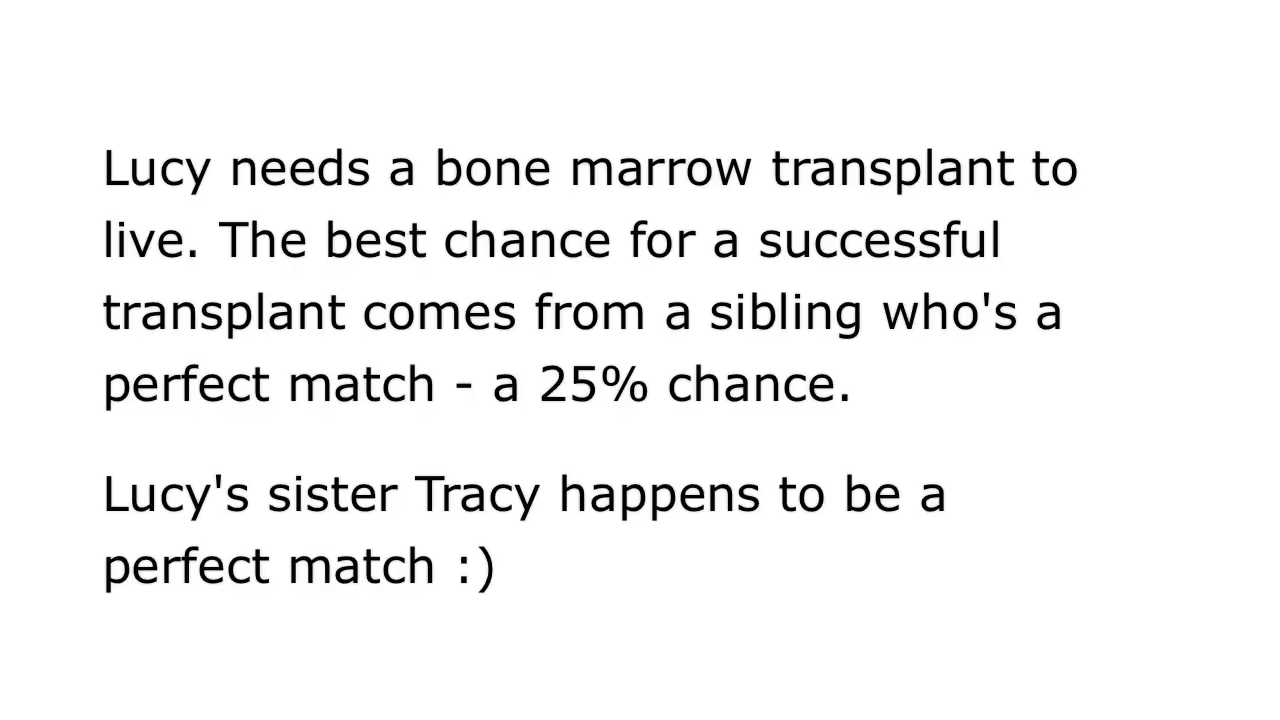 Lucy needs a bone marrow transplant to
live. The best chance for a successful
transplant comes from a sibling who's a
perfect match - a 25% chance.
Lucy's sister Tracy happens to be a
perfect match :)